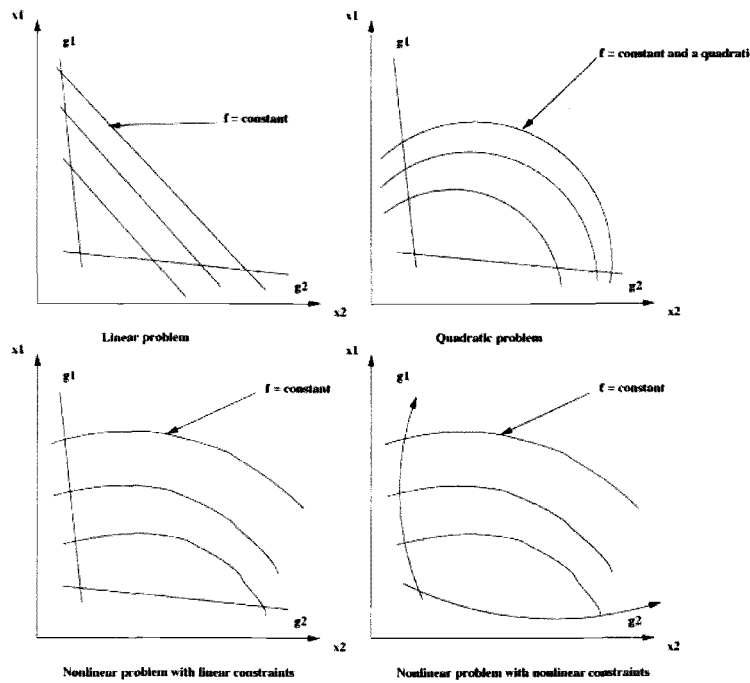 x1
g1
f = constant
g2
x2
Linear problem
x1
g1
f = constant and a quadrati
g2
x2
Quadratic problem
x1
g1
f = constant
g2
x2
Nonlinear problem with linear constraints
x1
g1
f = constant
g2
x2
Nonlinear problem with nonlinear constraints